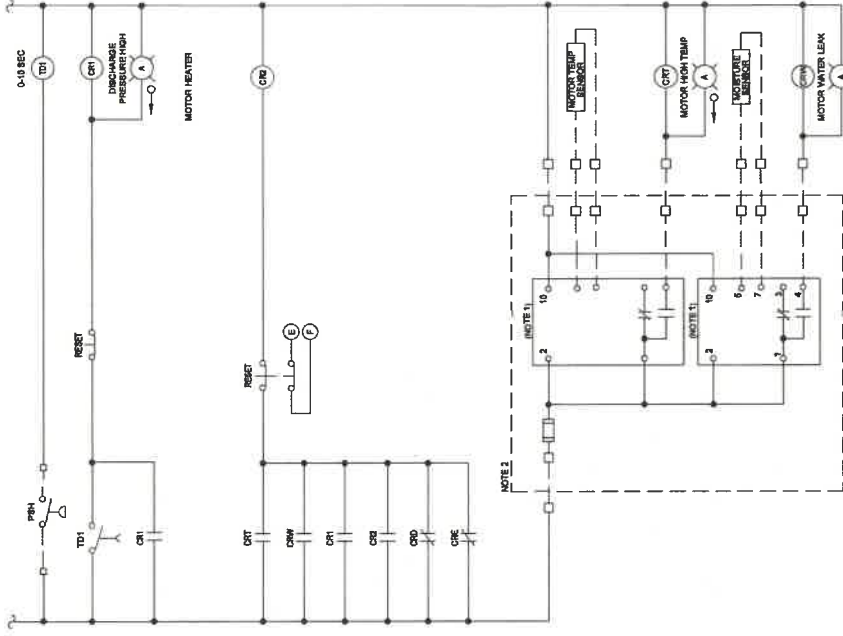 0-10 SEC
TD1
CR1
DISCHARGE
PRESSURE HIGH
A
MOTOR HEATER
CR2
MOTOR TEMP
SENSOR
CRT
MOTOR HIGH TEMP
A
MOISTURE
SENSOR
CRW
MOTOR WATER LEAK
A
RESET
RESET
E
F
(NOTE 1)
10
2
(NOTE 1)
10
5
7
3
4
2
NOTE 2
PSH
TD1
CR1
CRT
CRW
CR1
CR2
CRD
CRE